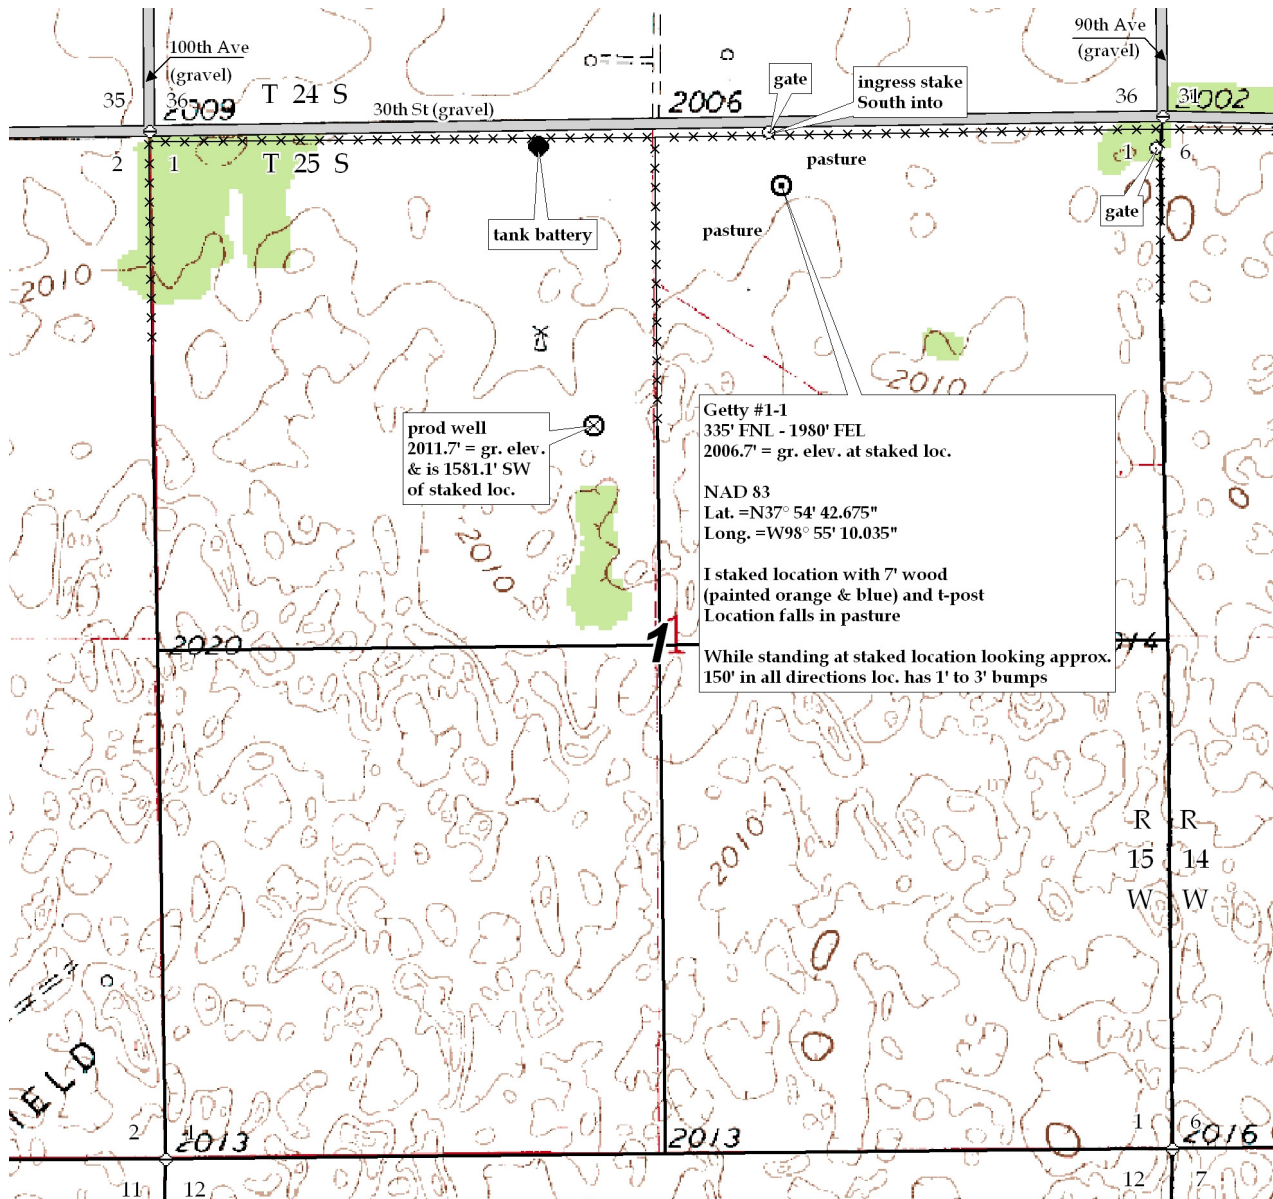 100th Ave
(gravel)
90th Ave
(gravel)
35
36
2009
T 24 S
30th St (gravel)
2006
gate
ingress stake
South into
36
31
2002
2
1
T 25 S
pasture
1
6
tank battery
pasture
gate
2010
2010
prod well
2011.7' = gr. elev.
& is 1581.1' SW
of staked loc.
Getty #1-1
335' FNL - 1980' FEL
2006.7' = gr. elev. at staked loc.
NAD 83
Lat. =N37° 54' 42.675"
Long. =W98° 55' 10.035"
I staked location with 7' wood
(painted orange & blue) and t-post
Location falls in pasture
While standing at staked location looking approx.
150' in all directions loc. has 1' to 3' bumps
2010
2020
1
1
2010
R R
15 14
W W
IELD
2
1
2013
2013
1
6
2016
11
12
12
7